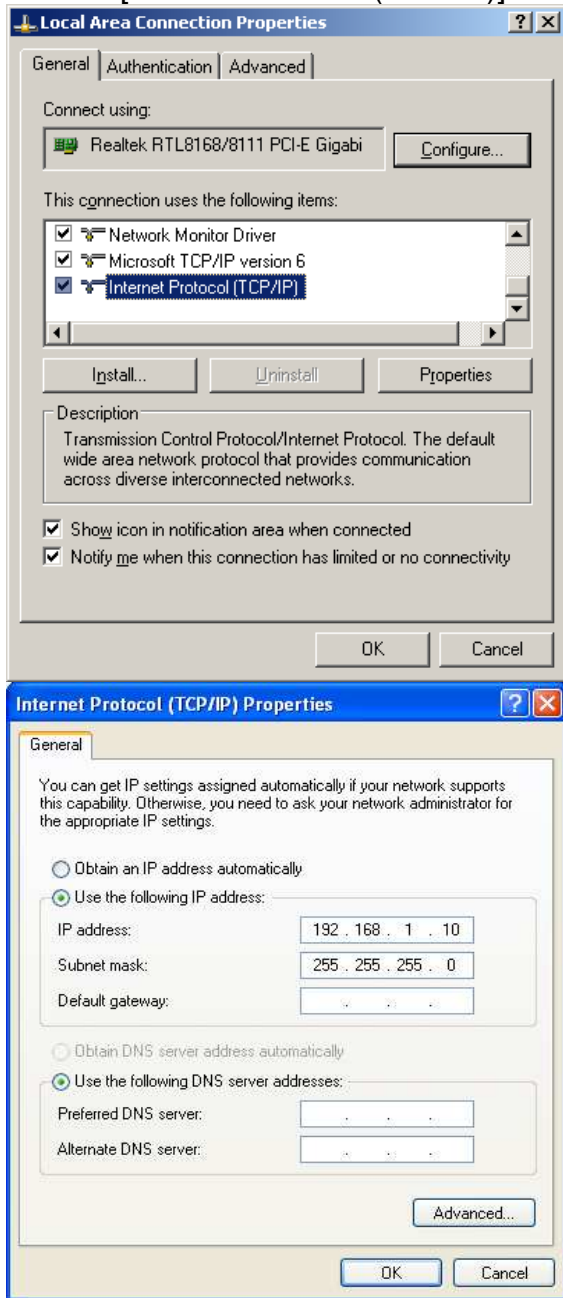 Local Area Connection Properties
General Authentication Advanced
Connect using:
Realtek RTL8168/8111 PCI-E Gigabi Configure...
This connection uses the following items:
Network Monitor Driver
Microsoft TCP/IP version 6
Internet Protocol (TCP/IP)
Install... Uninstall Properties
Description
Transmission Control Protocol/Internet Protocol. The default
wide area network protocol that provides communication
across diverse interconnected networks.
Show icon in notification area when connected
Notify me when this connection has limited or no connectivity
OK Cancel
Internet Protocol (TCP/IP) Properties
General
You can get IP settings assigned automatically if your network supports
this capability. Otherwise, you need to ask your network administrator for
the appropriate IP settings.
Obtain an IP address automatically
Use the following IP address:
IP address: 192 . 168 . 1 . 10
Subnet mask: 255 . 255 . 255 . 0
Default gateway: . . .
Obtain DNS server address automatically
Use the following DNS server addresses:
Preferred DNS server: . . .
Alternate DNS server: . . .
Advanced...
OK Cancel